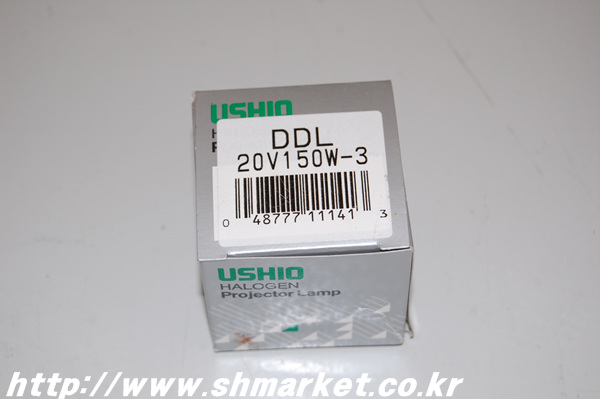 USHIO
DDL
20V150W-3
0 48777 11141 3
USHIO
HALOGEN
Projector Lamp
http://www.shmarket.co.kr